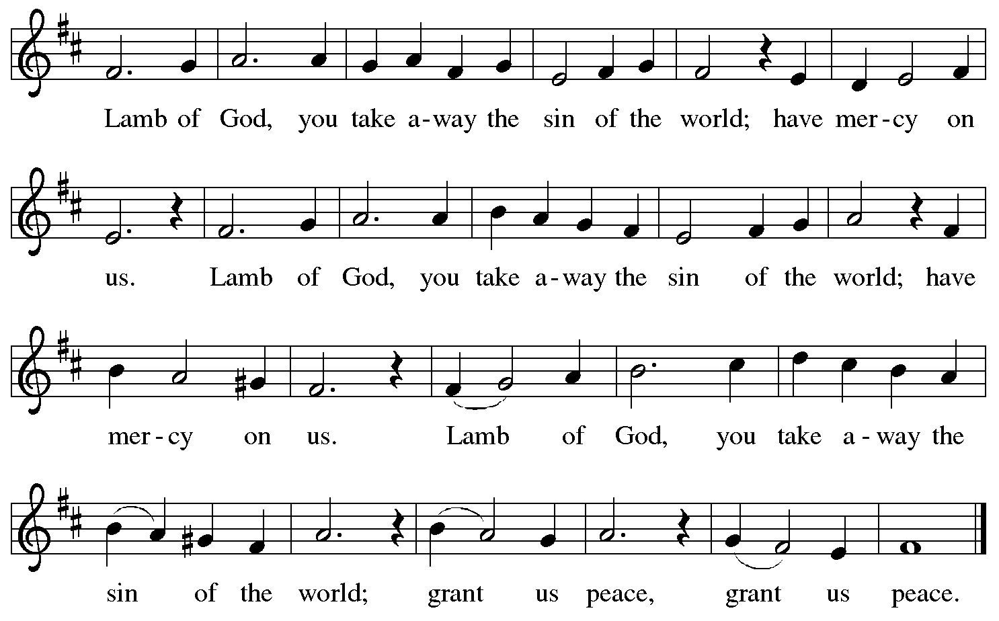 Lamb of God, you take a-way the sin of the world; have mer-cy on
us. Lamb of God, you take a-way the sin of the world; have
mer-cy on us. Lamb of God, you take a-way the
sin of the world; grant us peace, grant us peace.